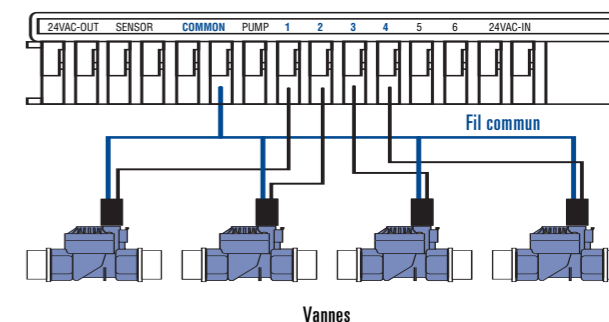 24VAC-OUT SENSOR COMMON PUMP 1 2 3 4 5 6 24VAC-IN
Fil commun
Vannes